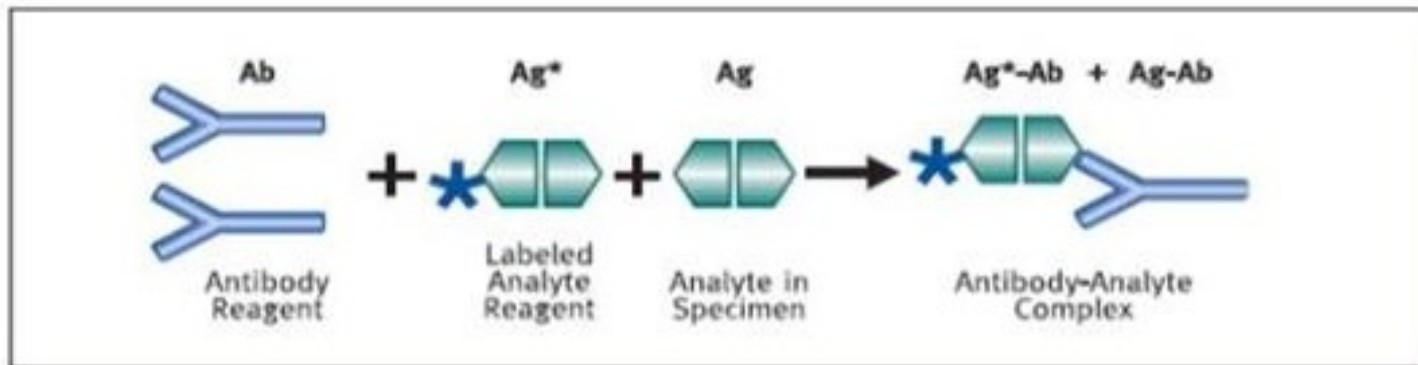 Ab
Ag*
Ag
Ag*-Ab + Ag-Ab
+
+
Antibody
Reagent
Labeled
Analyte
Reagent
Analyte in
Specimen
Antibody-Analyte
Complex